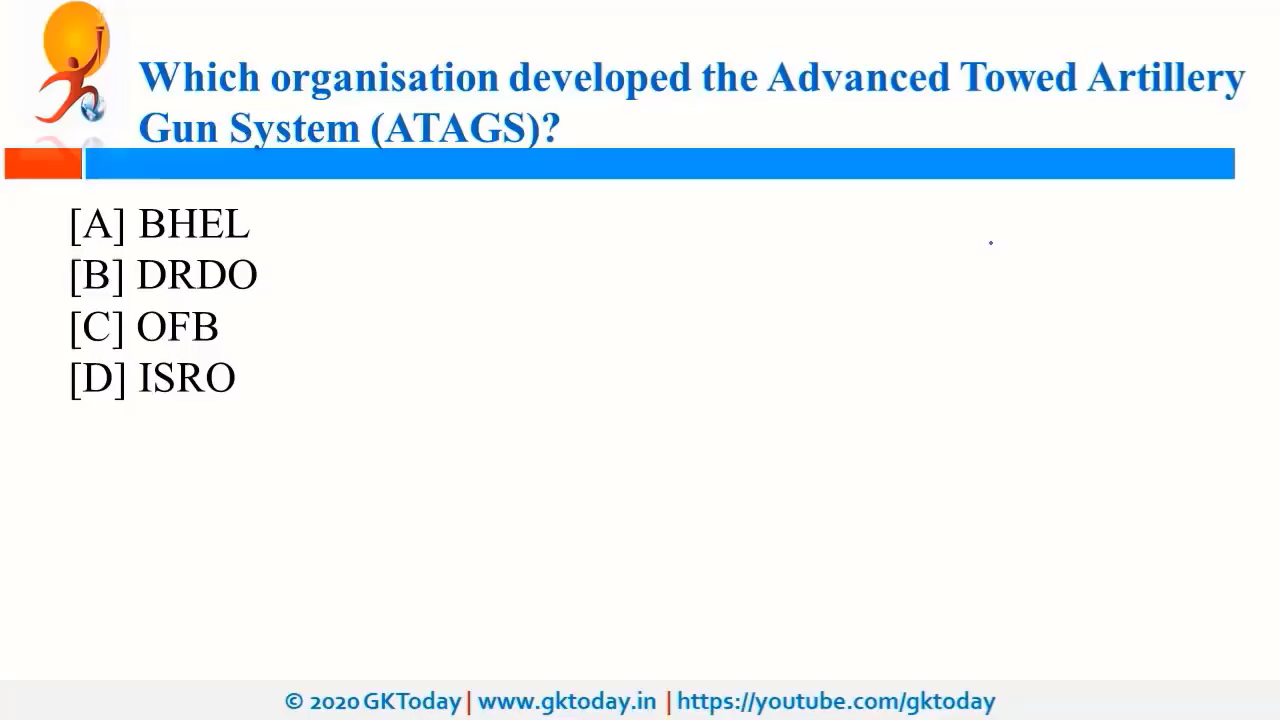 Which organisation developed the Advanced Towed Artillery
Gun System (ATAGS)?
[A] BHEL
[B] DRDO
[C] OFB
[D] ISRO
© 2020 GKToday | www.gktoday.in | https://youtube.com/gktoday